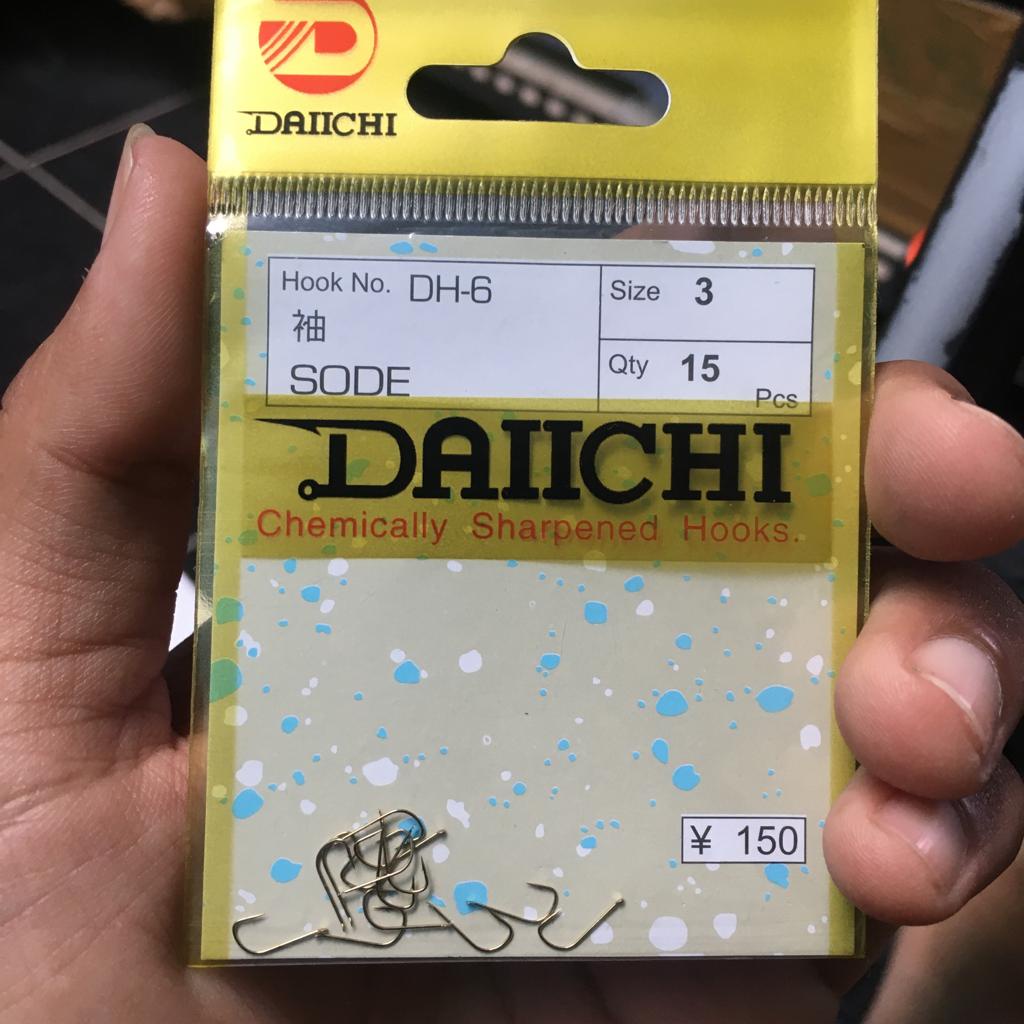 DAIICHI
Hook No. DH-6
袖
SODE
Size 3
Qty 15
Pcs
DAIICHI
Chemically Sharpened Hooks.
¥ 150